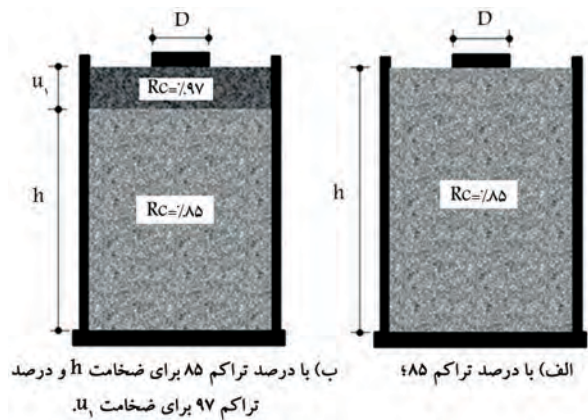 D
D
u۱
Rc=٪۹۷
h
Rc=٪۸۵
h
Rc=٪۸۵
الف) با درصد تراکم ۸۵؛
ب) با درصد تراکم ۸۵ برای ضخامت h و درصد
تراکم ۹۷ برای ضخامت u۱.